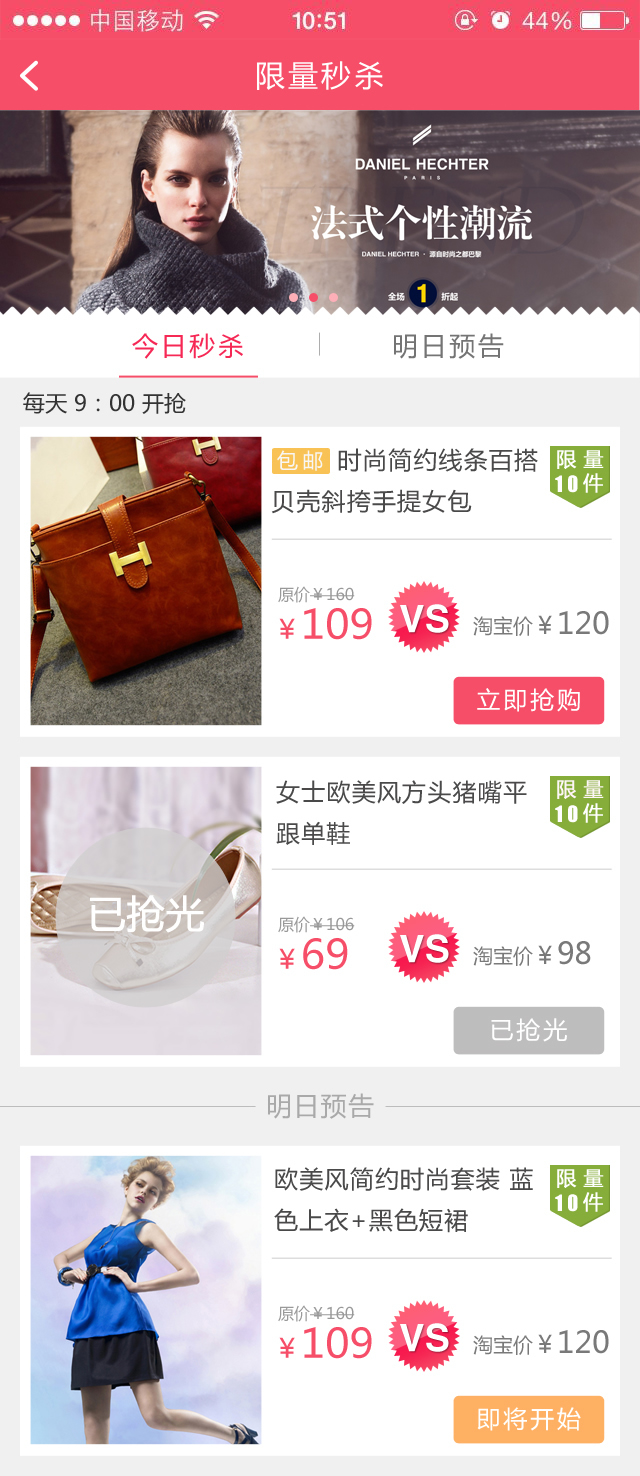 中国移动 10:51 44%
限量秒杀
DANIEL HECHTER
PARIS
法式个性潮流
DANIEL HECHTER · 源自时尚之都巴黎
全场 1 折起
今日秒杀 明日预告
每天 9：00 开抢
包邮 时尚简约线条百搭
贝壳斜挎手提女包
限量
10件
原价¥160
¥109 VS 淘宝价¥120
立即抢购
女士欧美风方头猪嘴平
跟单鞋
限量
10件
已抢光
原价¥106
¥69 VS 淘宝价¥98
已抢光
明日预告
欧美风简约时尚套装 蓝
色上衣+黑色短裙
限量
10件
原价¥160
¥109 VS 淘宝价¥120
即将开始